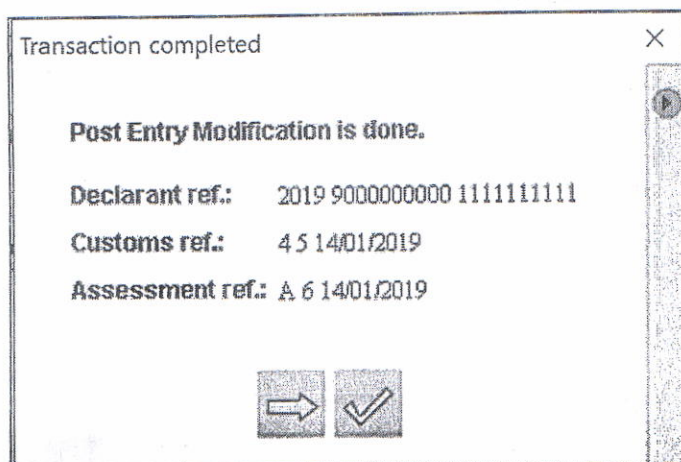 Transaction completed
Post Entry Modification is done.
Declarant ref.: 2019 9000000000 1111111111
Customs ref.: 4 5 14/01/2019
Assessment ref.: A 6 14/01/2019